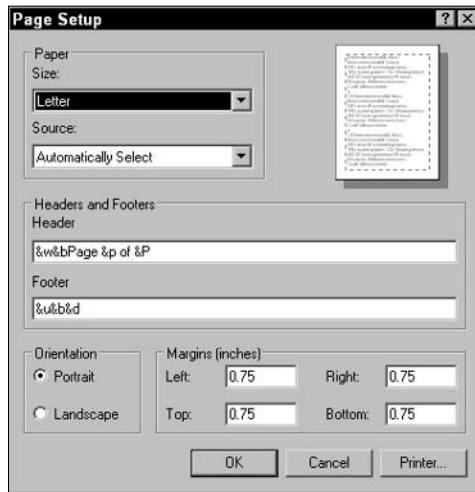 Page Setup
Paper
Size:
Letter
Source:
Automatically Select
Headers and Footers
Header
&w&bPage &p of &P
Footer
&u&b&d
Orientation
Portrait
Landscape
Margins (inches)
Left: 0.75 Right: 0.75
Top: 0.75 Bottom: 0.75
OK Cancel Printer...